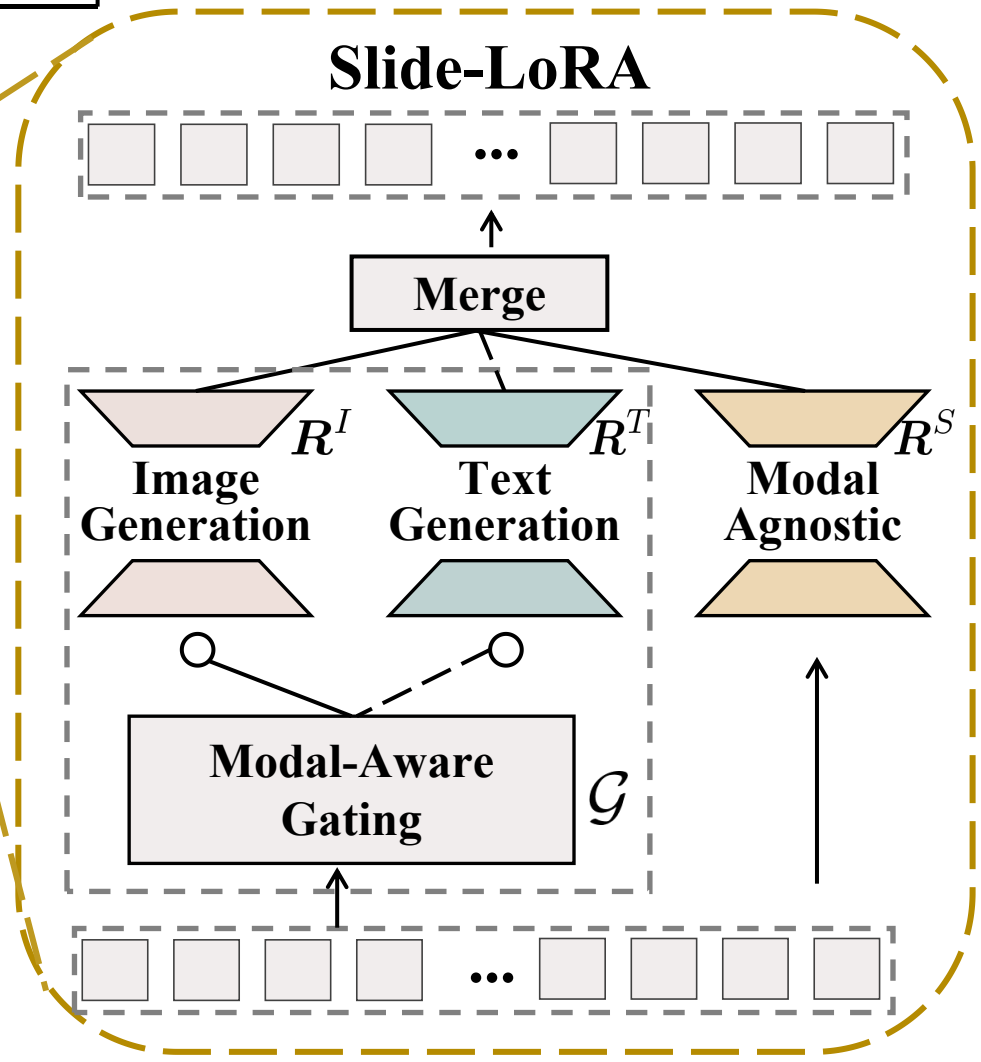 Slide-LoRA
...
Merge
R^I
R^T
R^S
Image
Generation
Text
Generation
Modal
Agnostic
Modal-Aware
Gating
𝒢
...